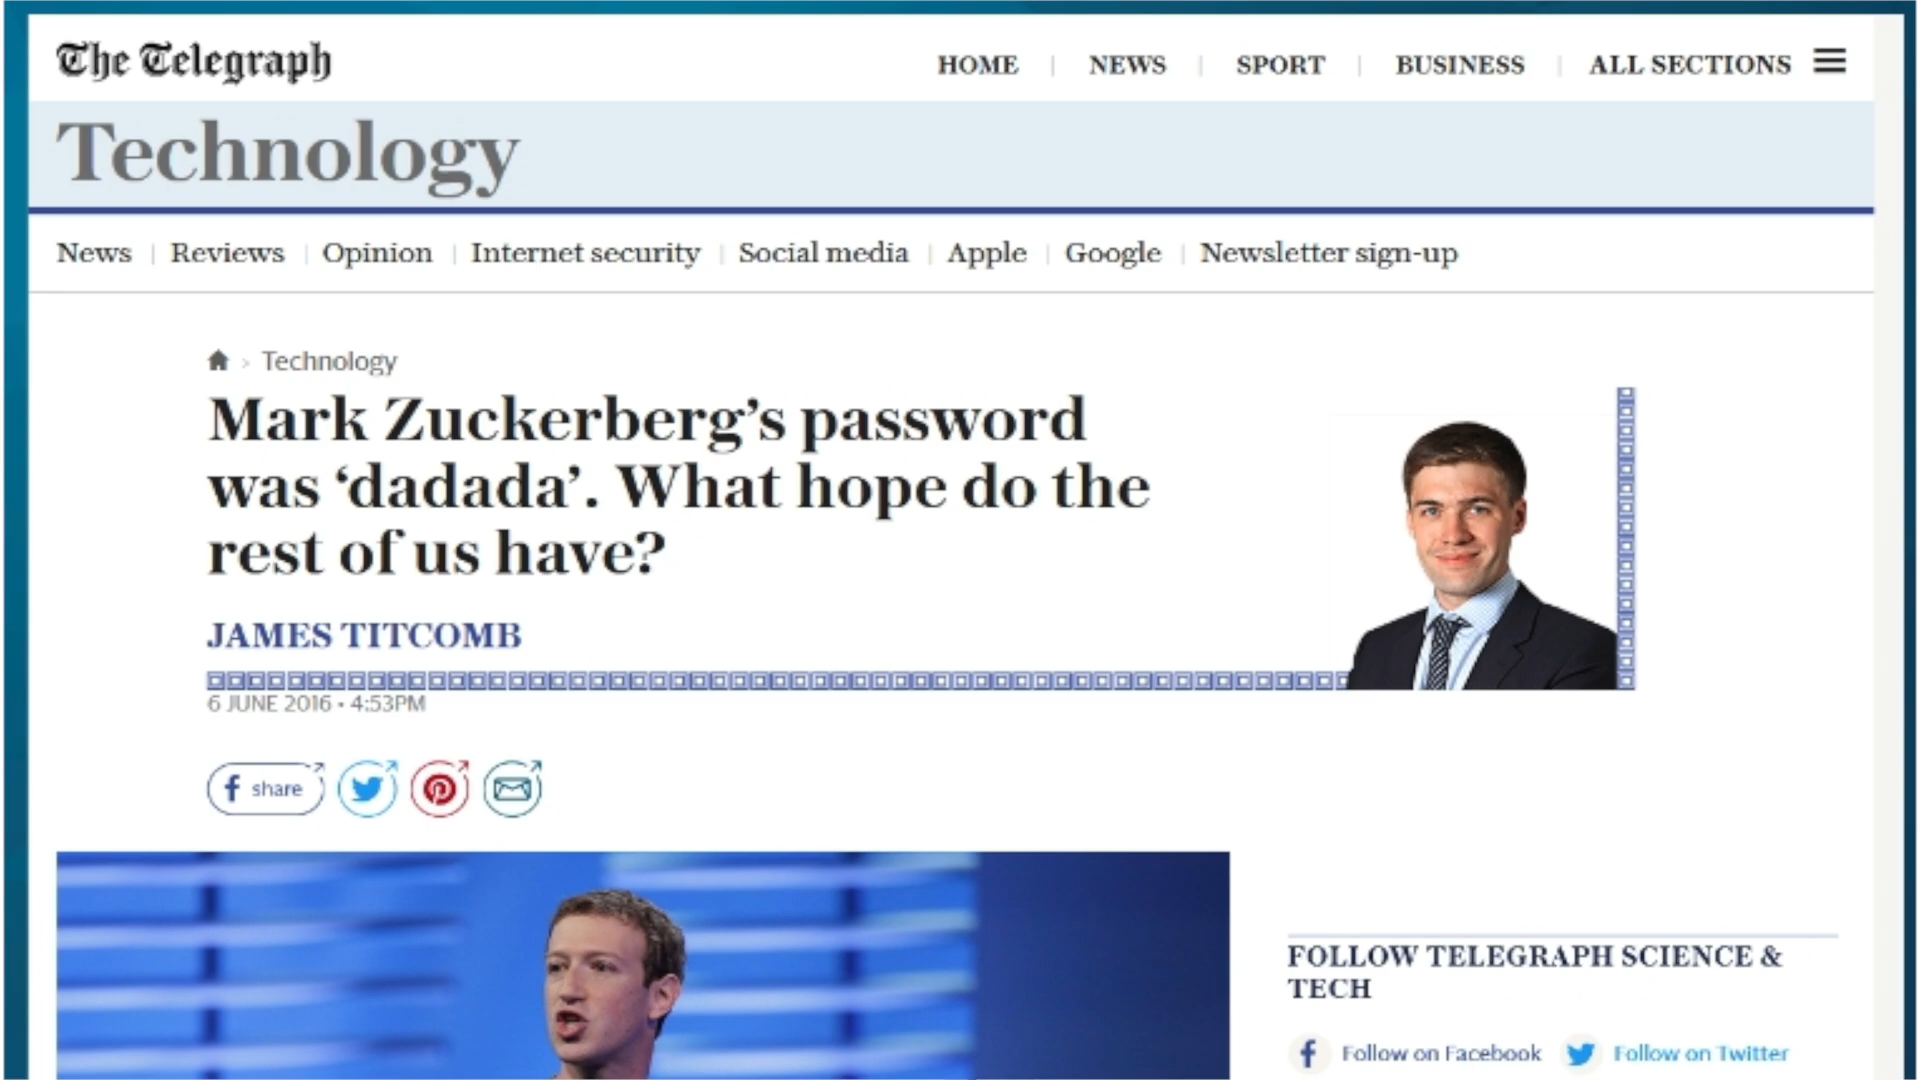 The Telegraph
HOME | NEWS | SPORT | BUSINESS | ALL SECTIONS
Technology
News | Reviews | Opinion | Internet security | Social media | Apple | Google | Newsletter sign-up
Technology
Mark Zuckerberg’s password
was ‘dadada’. What hope do the
rest of us have?
JAMES TITCOMB
6 JUNE 2016 • 4:53PM
share
FOLLOW TELEGRAPH SCIENCE &
TECH
Follow on Facebook Follow on Twitter